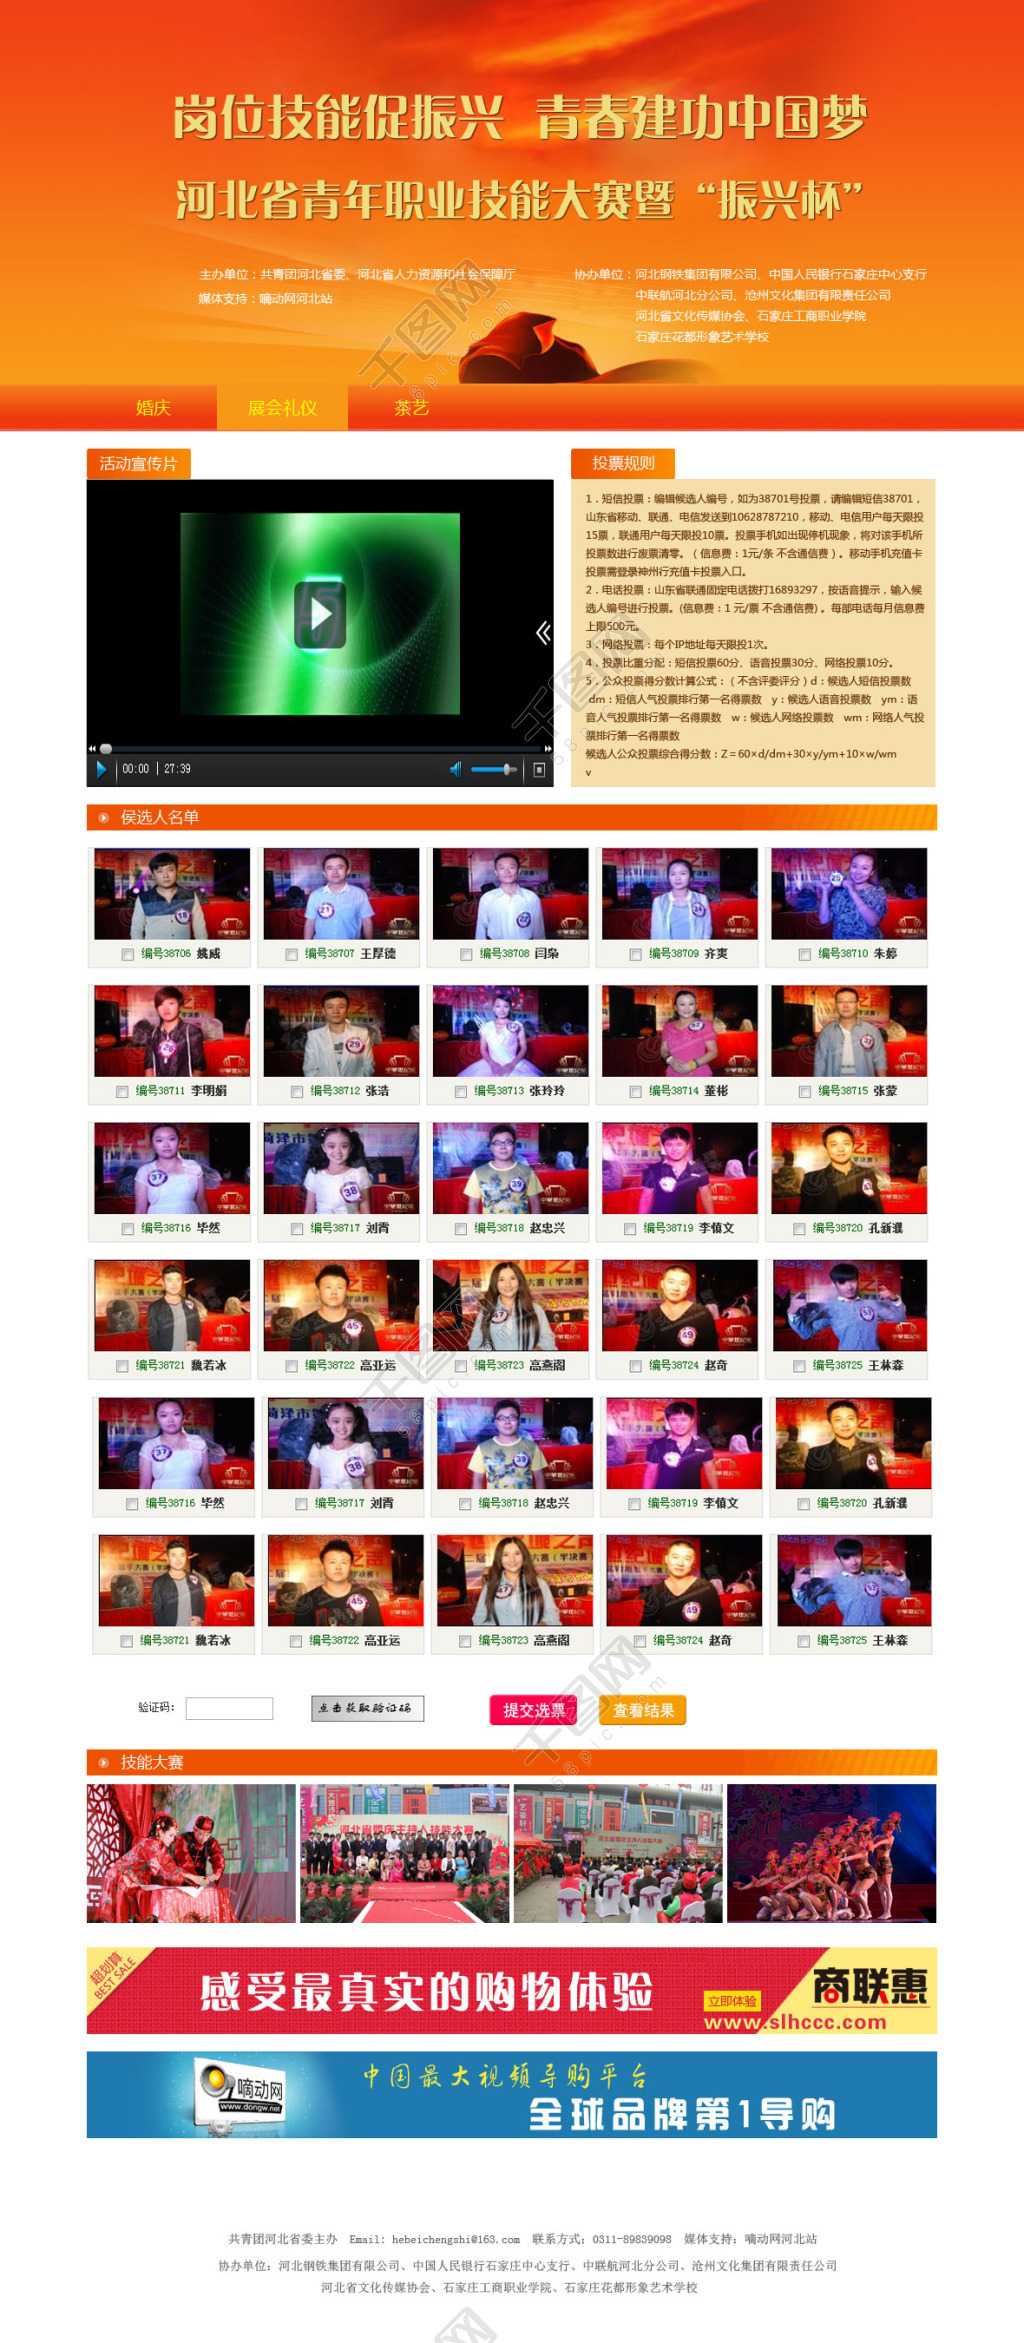 岗位技能促振兴 青春建功中国梦
河北省青年职业技能大赛暨“振兴杯”
主办单位：共青团河北省委、河北省人力资源和社会保障厅
媒体支持：嘀动网河北站
协办单位：河北钢铁集团有限公司、中国人民银行石家庄中心支行
中联航河北分公司、沧州文化集团有限责任公司
河北省文化传媒协会、石家庄工商职业学院
石家庄花都形象艺术学校
婚庆 展会礼仪 茶艺
活动宣传片
00:00 | 27:39
投票规则
1．短信投票：编辑候选人编号，如为38701号投票，请编辑短信38701，
山东省移动、联通、电信发送到10628787210，移动、电信用户每天限投
15票，联通用户每天限投10票。投票手机如出现停机现象，将对该手机所
投票数进行废票清零。（信息费：1元/条 不含通信费）。移动手机充值卡
投票需登录神州行充值卡投票入口。
2．电话投票：山东省联通固定电话拨打16893297，按语音提示，输入候
选人编号进行投票。(信息费：1 元/票 不含通信费) 。每部电话每月信息费
上限500元。
3．网络投票：每个IP地址每天限投1次。
4．投票比重分配：短信投票60分、语音投票30分、网络投票10分。
5．公众投票得分数计算公式：（不含评委评分）d：候选人短信投票数
dm：短信人气投票排行第一名得票数 y：候选人语音投票数 ym：语
音人气投票排行第一名得票数 w：候选人网络投票数 wm：网络人气投
票排行第一名得票数
候选人公众投票综合得分数：Z＝60×d/dm+30×y/ym+10×w/wm
v
侯选人名单
编号38706 姚威
编号38707 王厚德
编号38708 闫枭
编号38709 齐爽
编号38710 朱婷
编号38711 李明娟
编号38712 张浩
编号38713 张玲玲
编号38714 董彬
编号38715 张蒙
编号38716 毕然
编号38717 刘霄
编号38718 赵忠兴
编号38719 李慎文
编号38720 孔新濮
编号38721 魏若冰
编号38722 高亚运
编号38723 高燕阁
编号38724 赵奇
编号38725 王林森
编号38716 毕然
编号38717 刘霄
编号38718 赵忠兴
编号38719 李慎文
编号38720 孔新濮
编号38721 魏若冰
编号38722 高亚运
编号38723 高燕阁
编号38724 赵奇
编号38725 王林森
验证码： 点击获取验证码 提交选票 查看结果
技能大赛
河北省婚庆主持人技能大赛
超划算
BEST SALE
感受最真实的购物体验
立即体验
商联惠
www.slhccc.com
嘀动网
www.dongw.net
中国最大视频导购平台
全球品牌第1导购
共青团河北省委主办 Email: hebeichengshi@163.com 联系方式：0311-89839098 媒体支持：嘀动网河北站
协办单位：河北钢铁集团有限公司、中国人民银行石家庄中心支行、中联航河北分公司、沧州文化集团有限责任公司
河北省文化传媒协会、石家庄工商职业学院、石家庄花都形象艺术学校